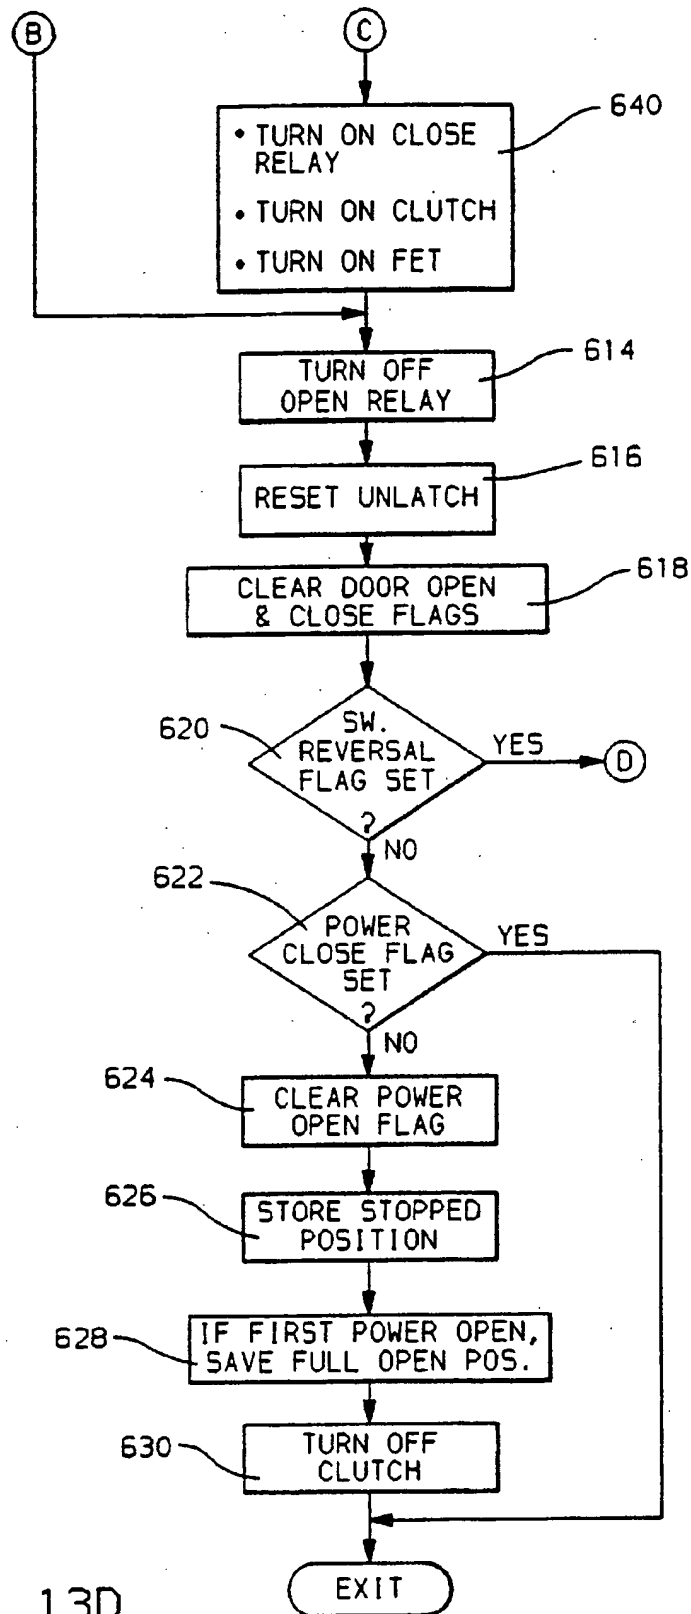 B
C
640
• TURN ON CLOSE
RELAY
• TURN ON CLUTCH
• TURN ON FET
614
TURN OFF
OPEN RELAY
616
RESET UNLATCH
618
CLEAR DOOR OPEN
& CLOSE FLAGS
620
SW.
REVERSAL
FLAG SET
?
YES
D
NO
622
POWER
CLOSE FLAG
SET
?
YES
NO
624
CLEAR POWER
OPEN FLAG
626
STORE STOPPED
POSITION
628
IF FIRST POWER OPEN,
SAVE FULL OPEN POS.
630
TURN OFF
CLUTCH
EXIT
13D